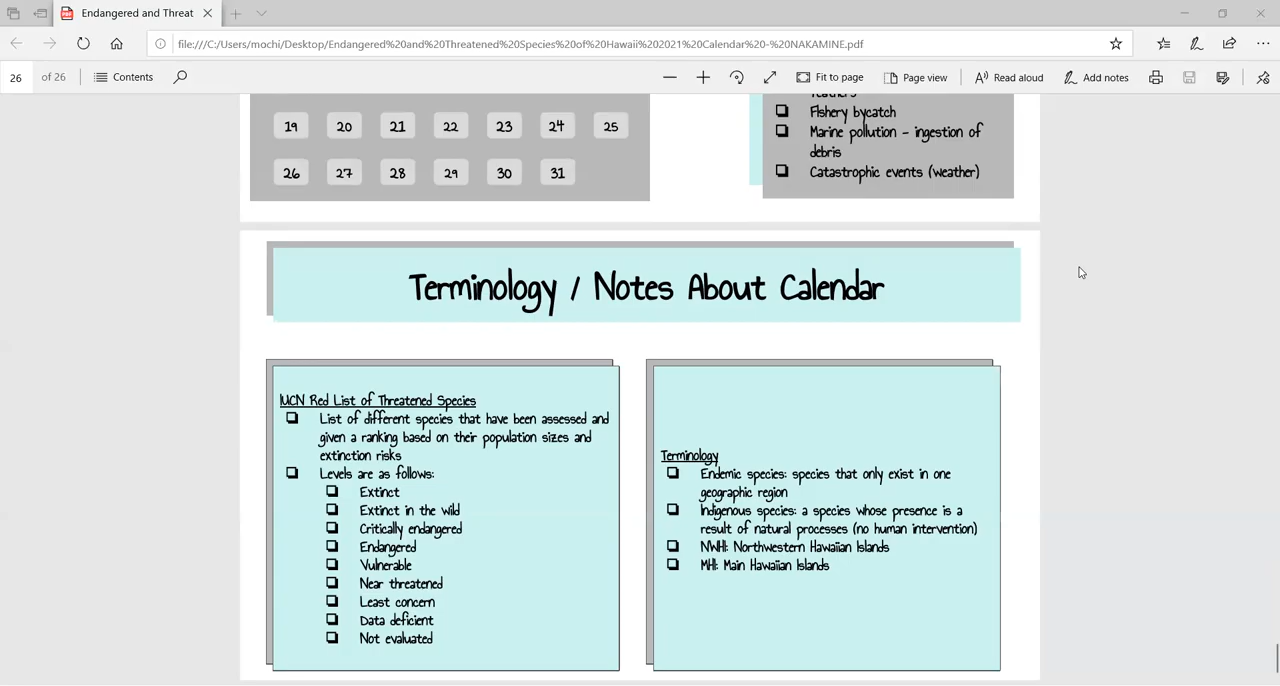 Endangered and Threat
file:///C:/Users/mochi/Desktop/Endangered%20and%20Threatened%20Species%20of%20Hawaii%202021%20Calendar%20-%20NAKAMINE.pdf
26 of 26 Contents Fit to page Page view Read aloud Add notes
19 20 21 22 23 24 25
26 27 28 29 30 31
feathers
Fishery bycatch
Marine pollution - ingestion of
debris
Catastrophic events (weather)
Terminology / Notes About Calendar
IUCN Red List of Threatened Species
List of different species that have been assessed and
given a ranking based on their population sizes and
extinction risks
Levels are as follows:
Extinct
Extinct in the wild
Critically endangered
Endangered
Vulnerable
Near threatened
Least concern
Data deficient
Not evaluated
Terminology
Endemic species: species that only exist in one
geographic region
Indigenous species: a species whose presence is a
result of natural processes (no human intervention)
NWHI: Northwestern Hawaiian Islands
MHI: Main Hawaiian Islands